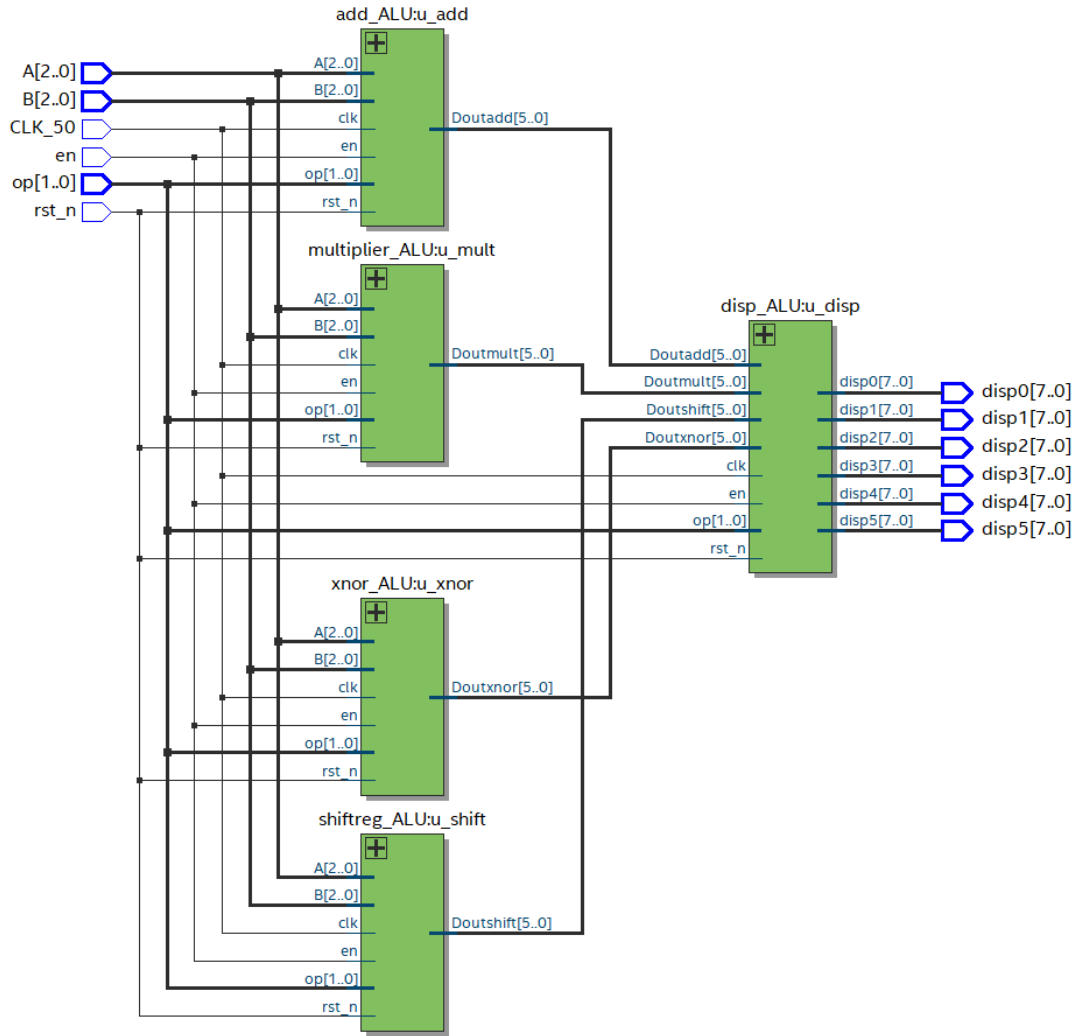 add_ALU:u_add
A[2..0]
B[2..0]
CLK_50
en
op[1..0]
rst_n
A[2..0]
B[2..0]
clk
en
op[1..0]
rst_n
Doutadd[5..0]
multiplier_ALU:u_mult
A[2..0]
B[2..0]
clk
en
op[1..0]
rst_n
Doutmult[5..0]
disp_ALU:u_disp
Doutadd[5..0]
Doutmult[5..0]
Doutshift[5..0]
Doutxnor[5..0]
clk
en
op[1..0]
rst_n
disp0[7..0]
disp1[7..0]
disp2[7..0]
disp3[7..0]
disp4[7..0]
disp5[7..0]
disp0[7..0]
disp1[7..0]
disp2[7..0]
disp3[7..0]
disp4[7..0]
disp5[7..0]
xnor_ALU:u_xnor
A[2..0]
B[2..0]
clk
en
op[1..0]
rst_n
Doutxnor[5..0]
shiftreg_ALU:u_shift
A[2..0]
B[2..0]
clk
en
op[1..0]
rst_n
Doutshift[5..0]